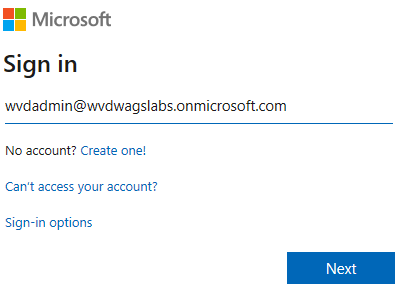 Microsoft
Sign in
wvdadmin@wvdwagslabs.onmicrosoft.com
No account? Create one!
Can't access your account?
Sign-in options
Next